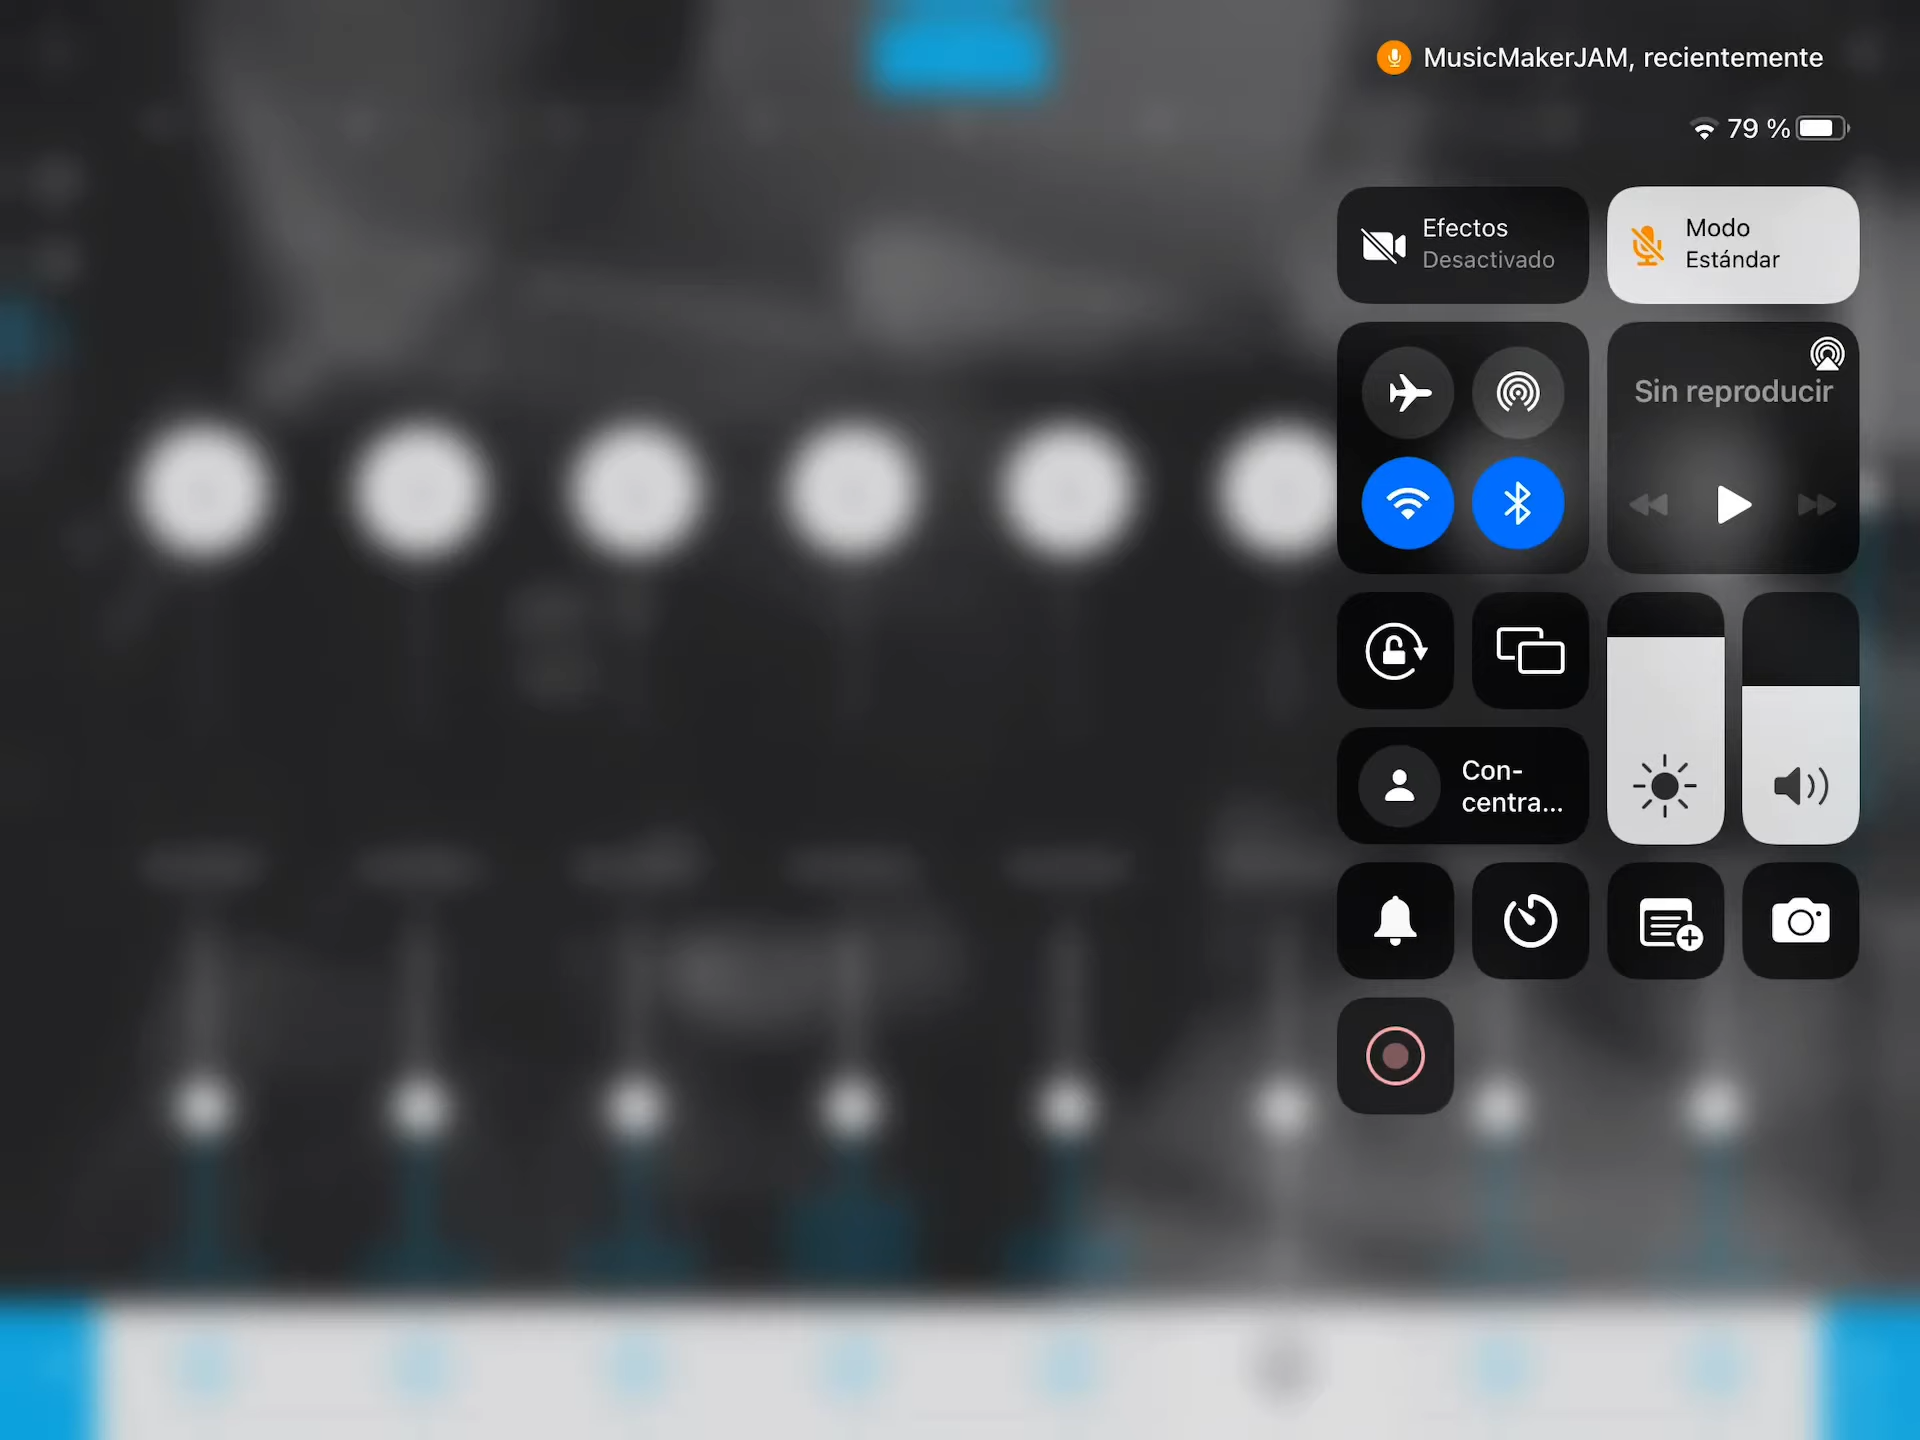 MusicMakerJAM, recientemente
79 %
Efectos
Desactivado
Modo
Estándar
Sin reproducir
Con-
centra...